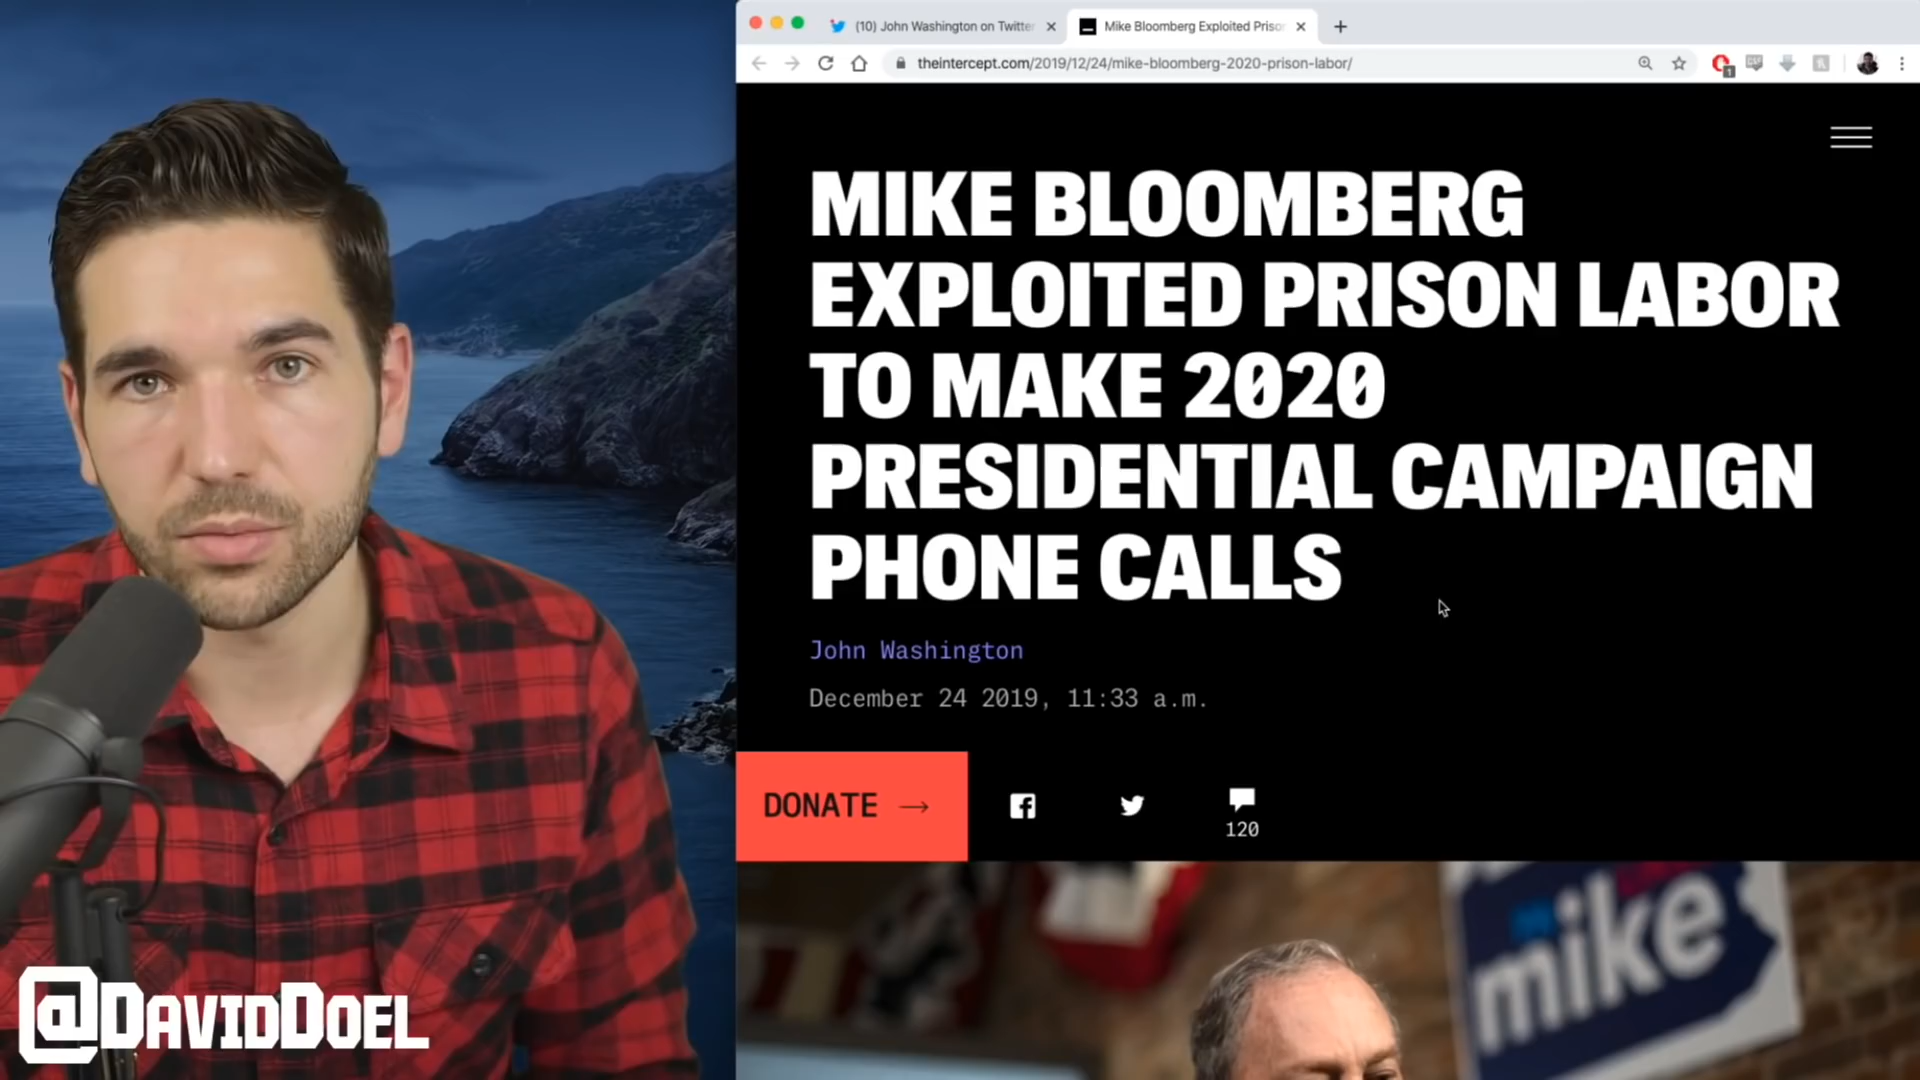 (10) John Washington on Twitter
Mike Bloomberg Exploited Prison
theintercept.com/2019/12/24/mike-bloomberg-2020-prison-labor/
1
MIKE BLOOMBERG
EXPLOITED PRISON LABOR
TO MAKE 2020
PRESIDENTIAL CAMPAIGN
PHONE CALLS
John Washington
December 24 2019, 11:33 a.m.
DONATE →
120
mike
@DAVIDDOEL